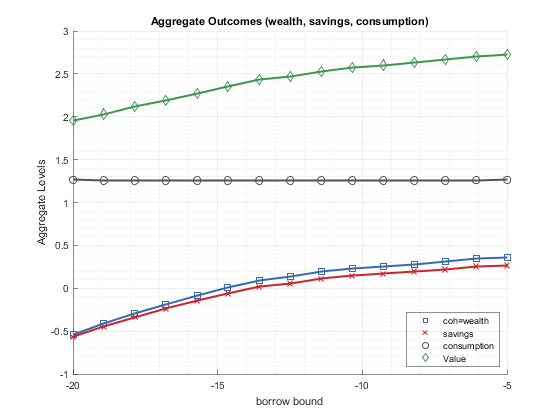 Aggregate Outcomes (wealth, savings, consumption)
3
2.5
2
1.5
1
0.5
0
-0.5
-1
Aggregate Levels
-20
-15
-10
-5
borrow bound
coh=wealth
savings
consumption
Value